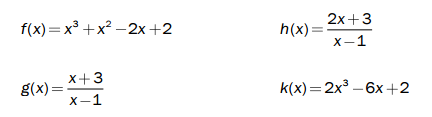 f(x)=x³+x²−2x+2
h(x)=2x+3/x−1
g(x)=x+3/x−1
k(x)=2x³−6x+2